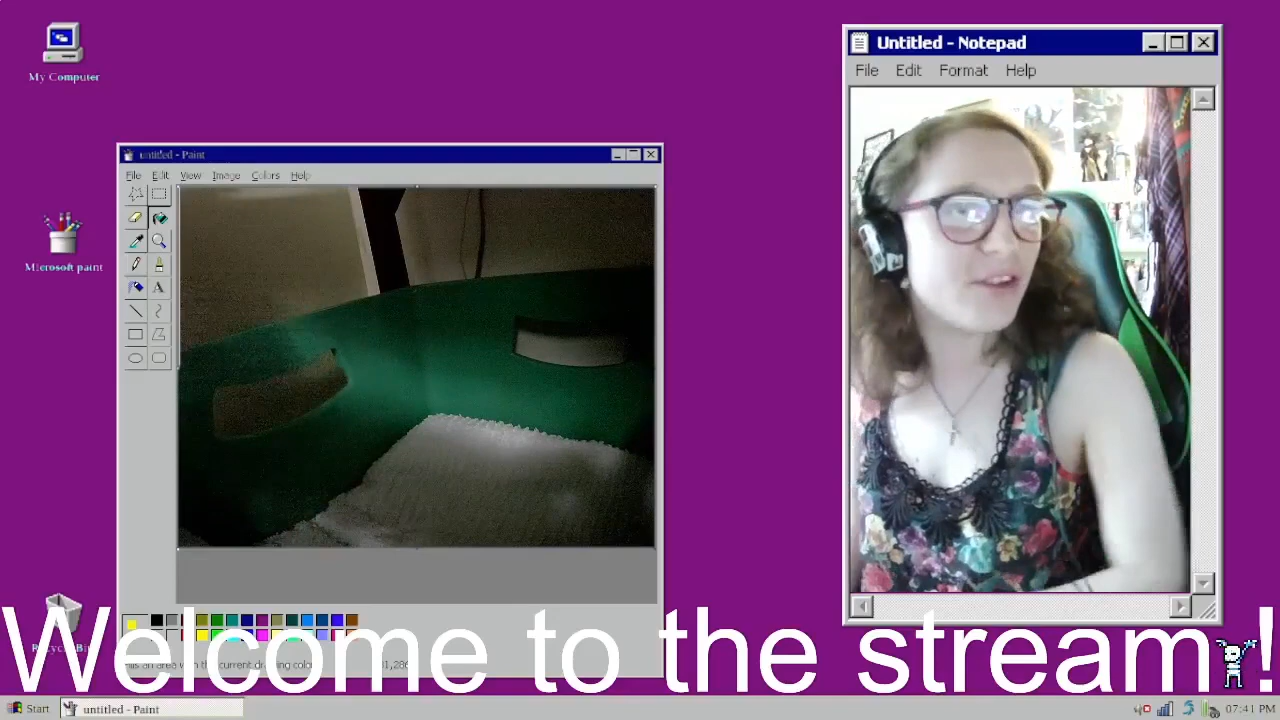 My Computer
Untitled - Notepad
File Edit Format Help
untitled - Paint
File Edit View Image Colors Help
A
Microsoft paint
Welcome to the stream!
Start
untitled - Paint
07:41 PM